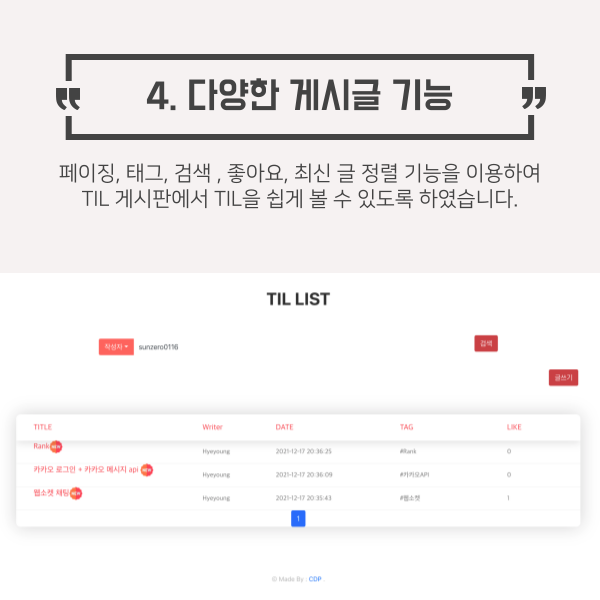 4. 다양한 게시글 기능
페이징, 태그, 검색 , 좋아요, 최신 글 정렬 기능을 이용하여
TIL 게시판에서 TIL을 쉽게 볼 수 있도록 하였습니다.
TIL LIST
작성자 sunzero0116 검색
글쓰기
TITLE Writer DATE TAG LIKE
Rank NEW Hyeyoung 2021-12-17 20:36:25 #Rank 0
카카오 로그인 + 카카오 메시지 api NEW Hyeyoung 2021-12-17 20:36:09 #카카오API 0
웹소켓 채팅 NEW Hyeyoung 2021-12-17 20:35:43 #웹소켓 1
1
© Made By : CDP